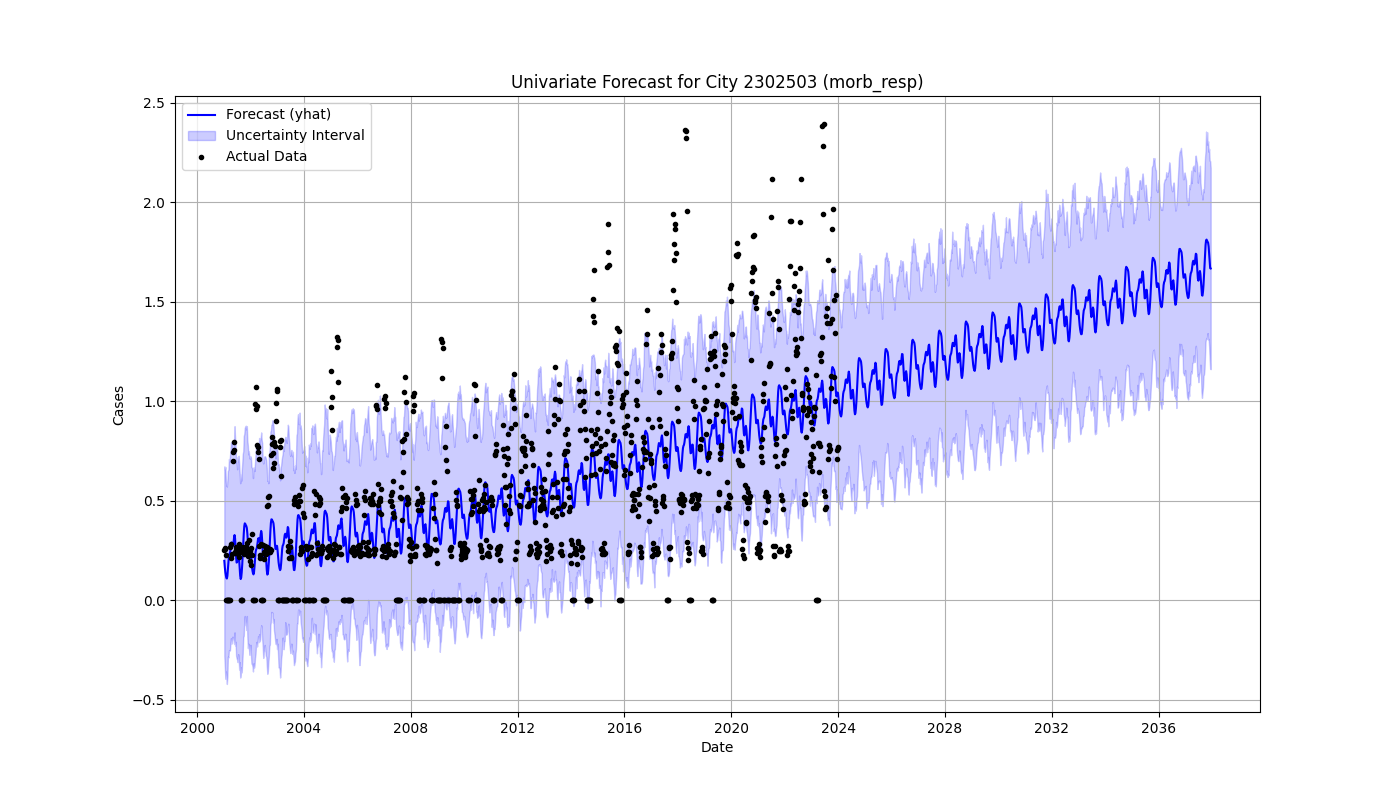 Univariate Forecast for City 2302503 (morb_resp)
Forecast (yhat)
Uncertainty Interval
Actual Data
2.5
2.0
1.5
1.0
0.5
0.0
−0.5
Cases
2000 2004 2008 2012 2016 2020 2024 2028 2032 2036
Date